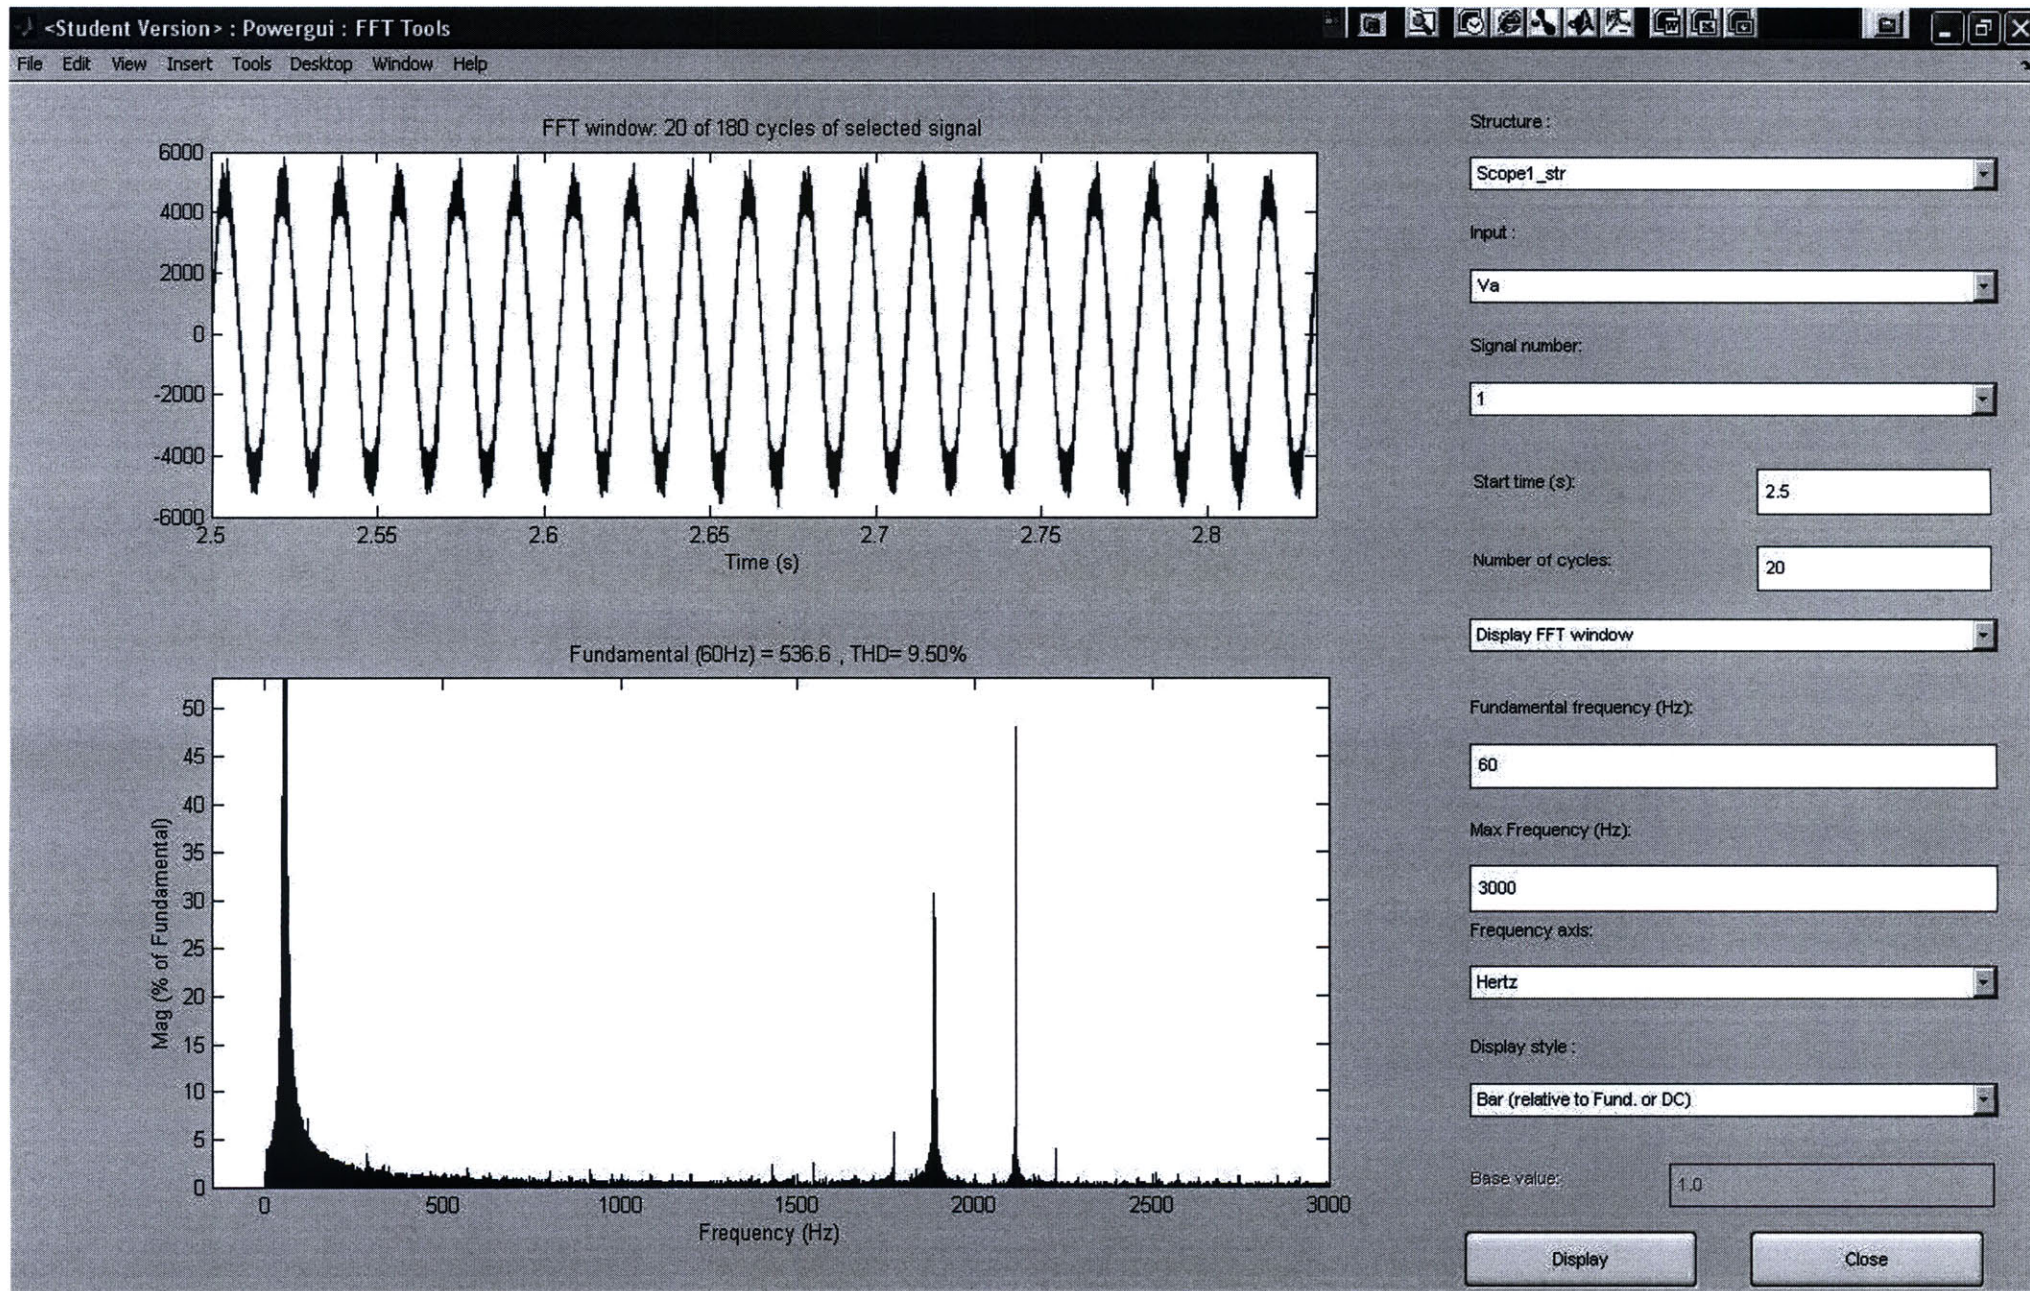 <Student Version> : Powergui : FFT Tools
File Edit View Insert Tools Desktop Window Help
FFT window: 20 of 180 cycles of selected signal
6000
4000
2000
0
-2000
-4000
-6000
2.5 2.55 2.6 2.65 2.7 2.75 2.8
Time (s)
Fundamental (60Hz) = 536.6 , THD= 9.50%
Mag (% of Fundamental)
50
45
40
35
30
25
20
15
10
5
0
0 500 1000 1500 2000 2500 3000
Frequency (Hz)
Structure :
Scope1_str
Input :
Va
Signal number:
1
Start time (s):
2.5
Number of cycles:
20
Display FFT window
Fundamental frequency (Hz):
60
Max Frequency (Hz):
3000
Frequency axis:
Hertz
Display style :
Bar (relative to Fund. or DC)
Base value:
1.0
Display
Close